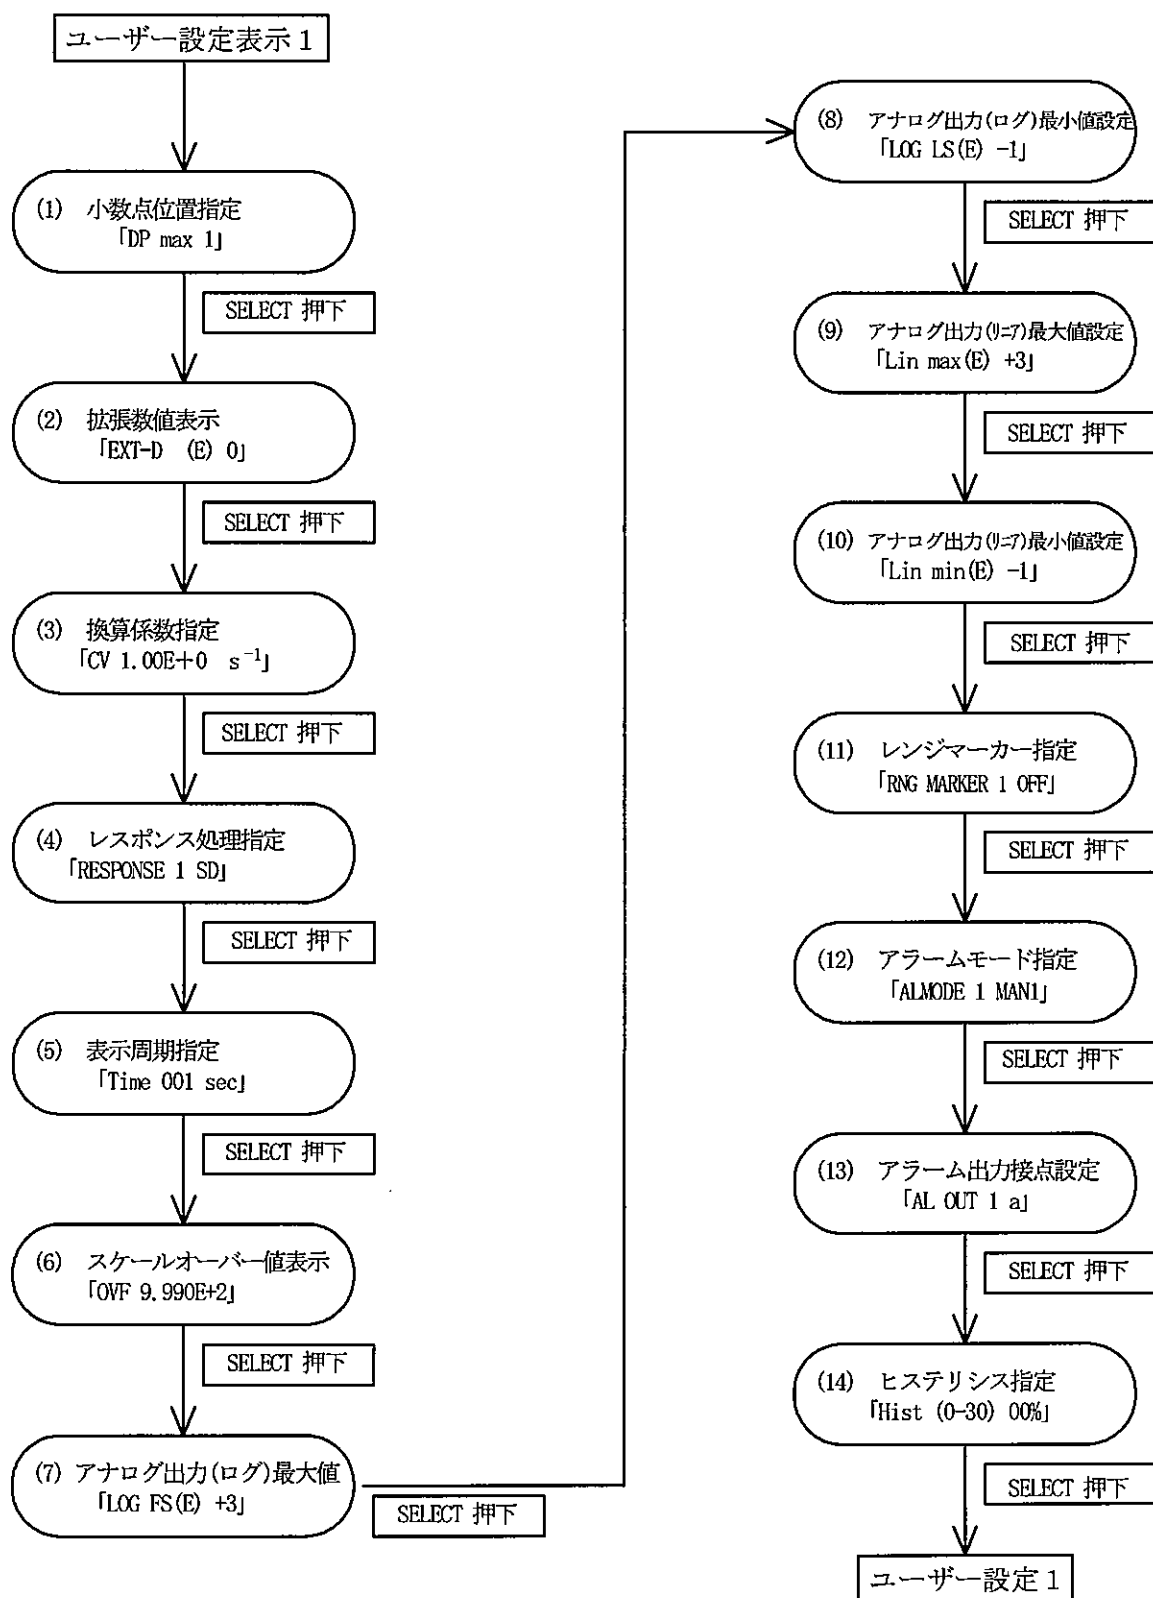 ユーザー設定表示1
(1) 小数点位置指定
「DP max 1」
SELECT 押下
(2) 拡張数値表示
「EXT-D (E) 0」
SELECT 押下
(3) 換算係数指定
「CV 1.00E+0 s⁻¹」
SELECT 押下
(4) レスポンス処理指定
「RESPONSE 1 SD」
SELECT 押下
(5) 表示周期指定
「Time 001 sec」
SELECT 押下
(6) スケールオーバー値表示
「OVF 9.990E+2」
SELECT 押下
(7) アナログ出力(ログ)最大値
「LOG FS(E) +3」
SELECT 押下
(8) アナログ出力(ログ)最小値設定
「LOG LS(E) -1」
SELECT 押下
(9) アナログ出力(リニア)最大値設定
「Lin max(E) +3」
SELECT 押下
(10) アナログ出力(リニア)最小値設定
「Lin min(E) -1」
SELECT 押下
(11) レンジマーカー指定
「RNG MARKER 1 OFF」
SELECT 押下
(12) アラームモード指定
「ALMODE 1 MAN1」
SELECT 押下
(13) アラーム出力接点設定
「AL OUT 1 a」
SELECT 押下
(14) ヒステリシス指定
「Hist (0-30) 00%」
SELECT 押下
ユーザー設定1